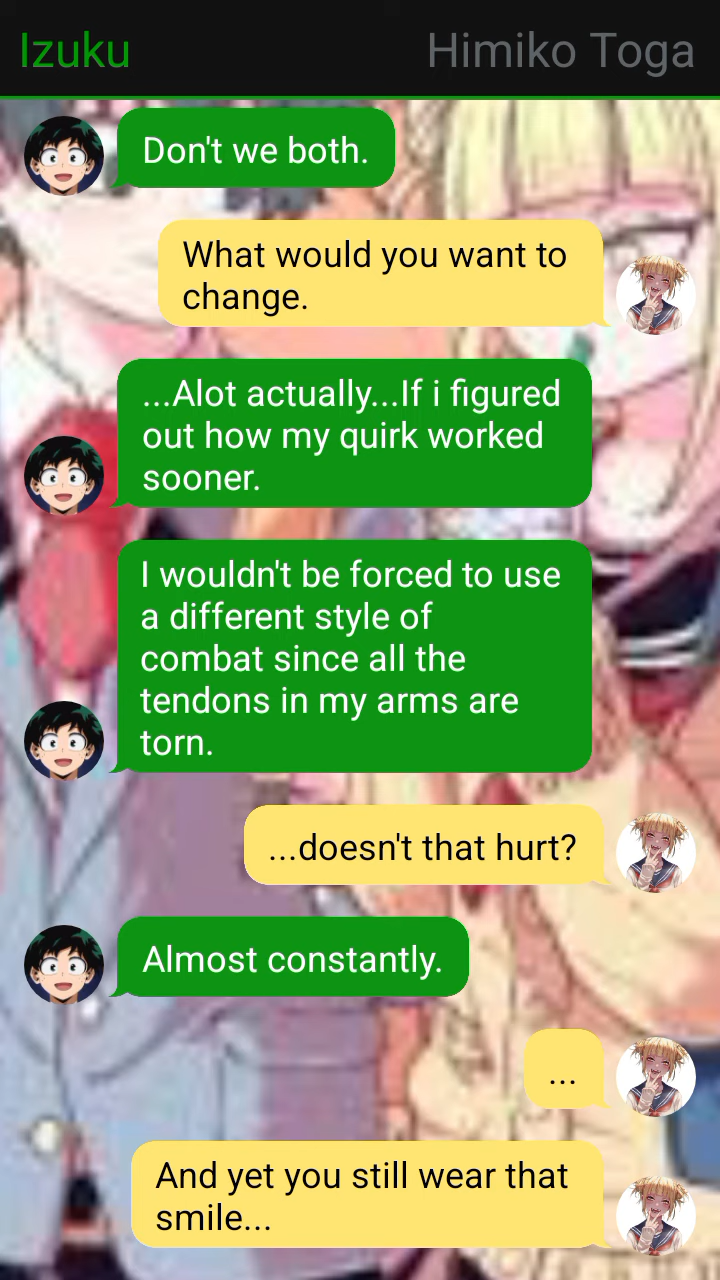 Izuku
Himiko Toga
Don't we both.
What would you want to
change.
...Alot actually...If i figured
out how my quirk worked
sooner.
I wouldn't be forced to use
a different style of
combat since all the
tendons in my arms are
torn.
...doesn't that hurt?
Almost constantly.
...
And yet you still wear that
smile...